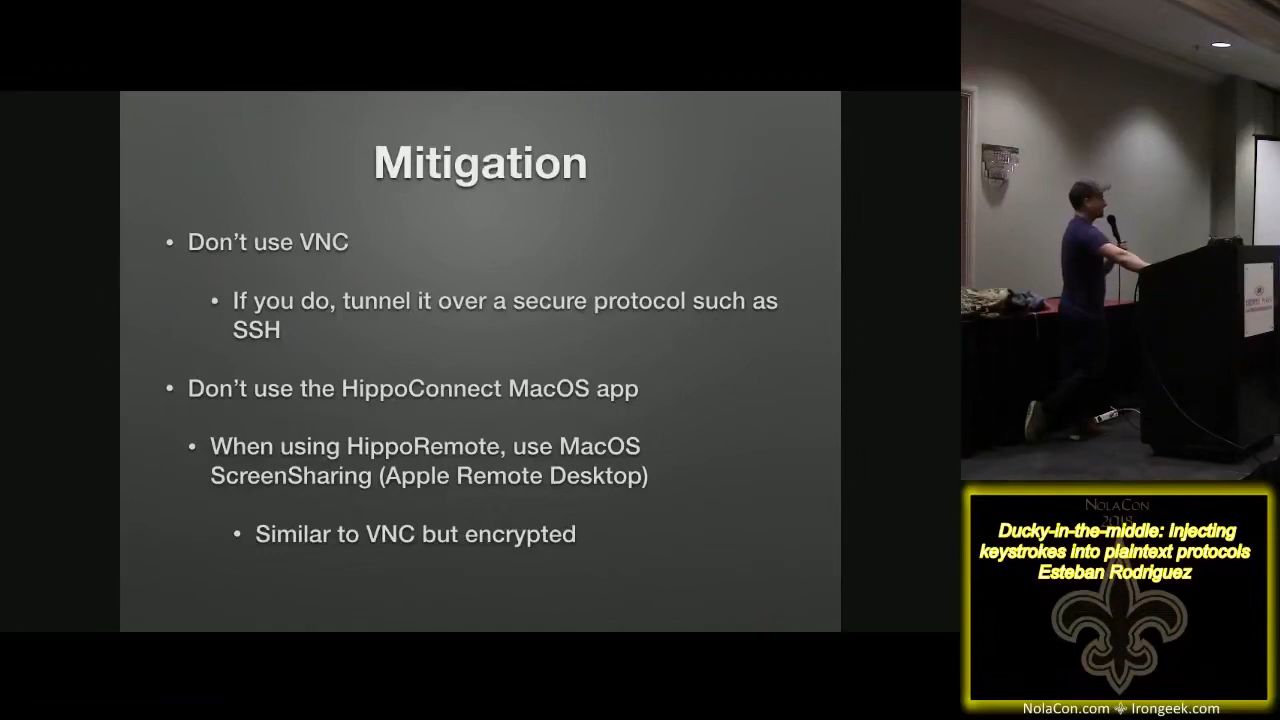 Mitigation
• Don't use VNC
• If you do, tunnel it over a secure protocol such as
SSH
• Don't use the HippoConnect MacOS app
• When using HippoRemote, use MacOS
ScreenSharing (Apple Remote Desktop)
• Similar to VNC but encrypted
NOLACON
2018
Ducky-in-the-middle: Injecting
keystrokes into plaintext protocols
Esteban Rodriguez
NolaCon.com Irongeek.com